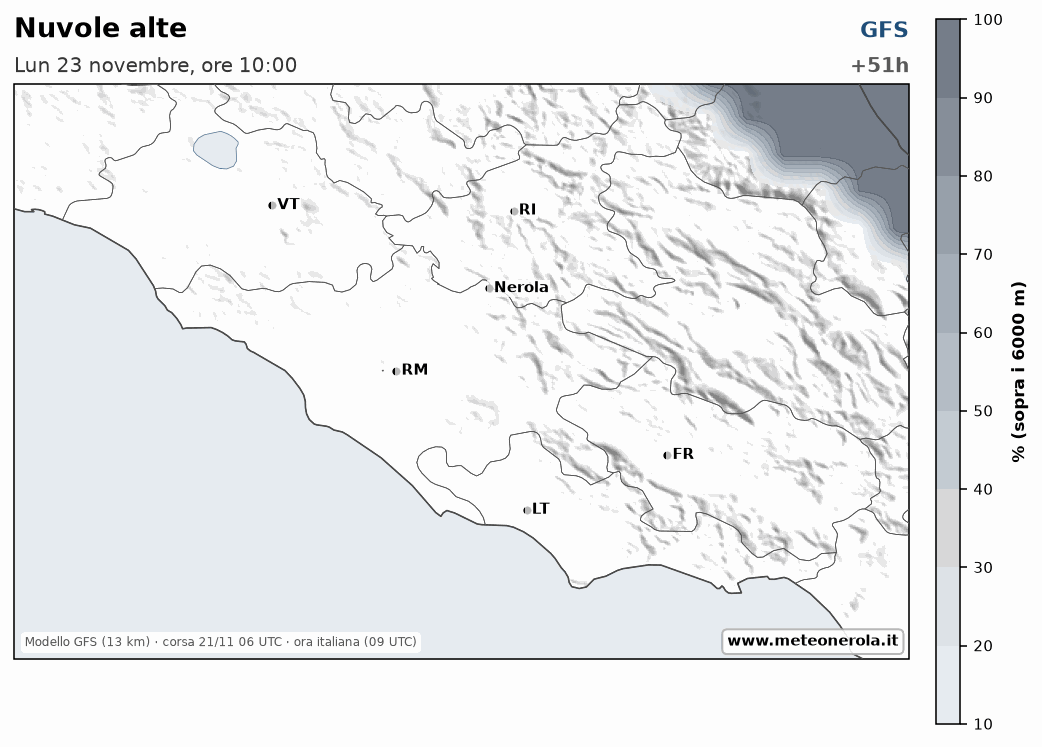 Nuvole alte
GFS
Lun 23 novembre, ore 10:00
+51h
VT
RI
Nerola
RM
FR
LT
Modello GFS (13 km) · corsa 21/11 06 UTC · ora italiana (09 UTC)
www.meteonerola.it
100
90
80
70
60
50
40
30
20
10
% (sopra i 6000 m)